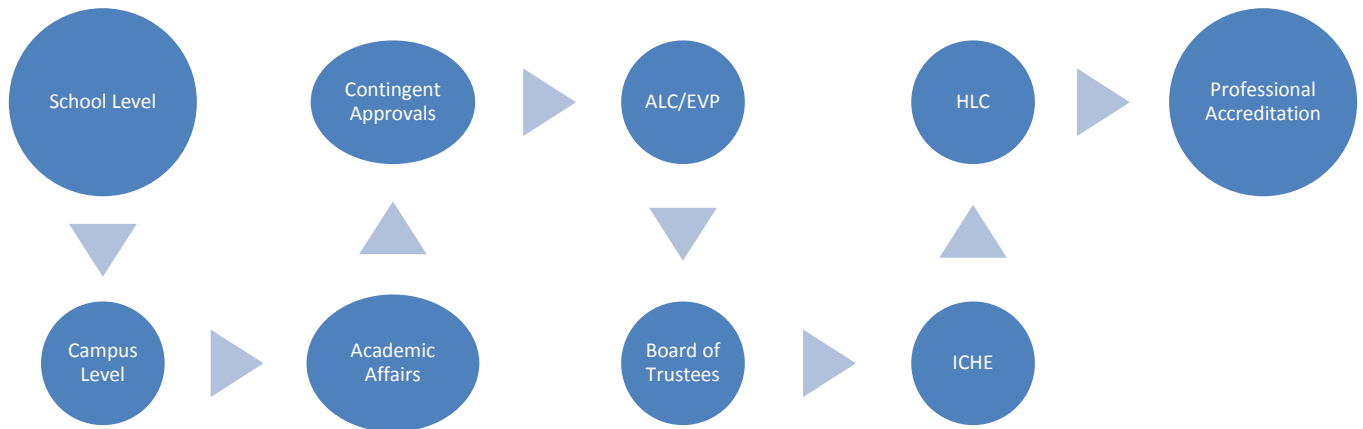 School Level
Contingent
Approvals
ALC/EVP
HLC
Professional
Accreditation
Campus
Level
Academic
Affairs
Board of
Trustees
ICHE